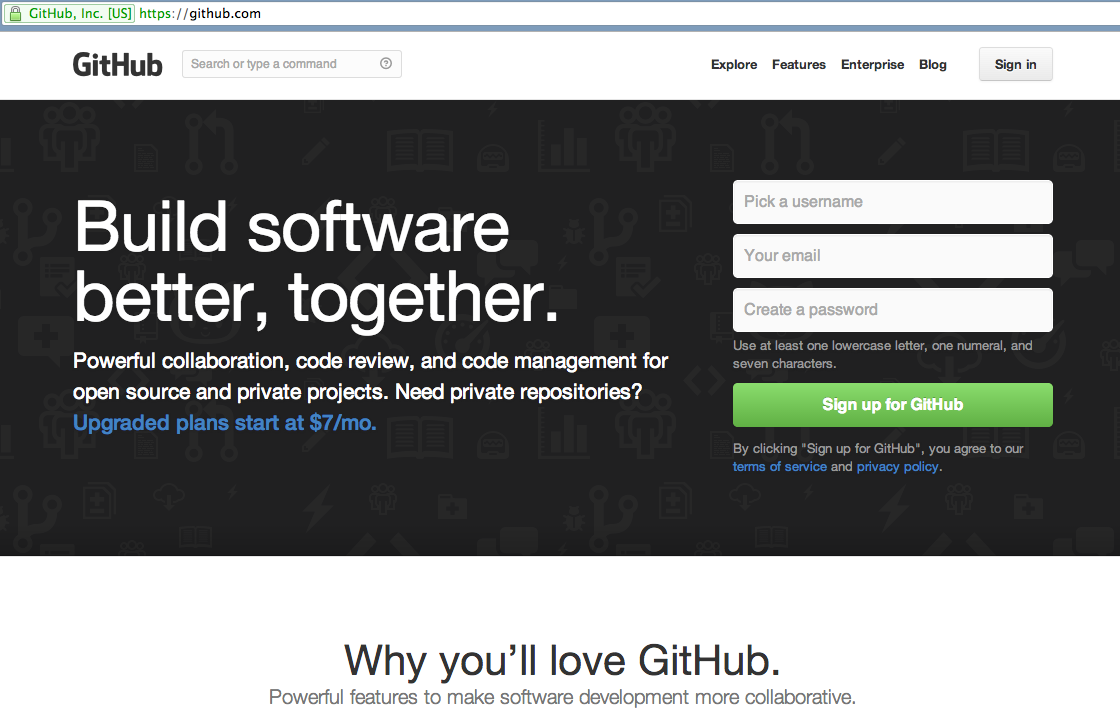 GitHub, Inc. [US] https://github.com
GitHub Search or type a command Explore Features Enterprise Blog Sign in
Build software
better, together.
Powerful collaboration, code review, and code management for
open source and private projects. Need private repositories?
Upgraded plans start at $7/mo.
Pick a username
Your email
Create a password
Use at least one lowercase letter, one numeral, and
seven characters.
Sign up for GitHub
By clicking "Sign up for GitHub", you agree to our
terms of service and privacy policy.
Why you’ll love GitHub.
Powerful features to make software development more collaborative.